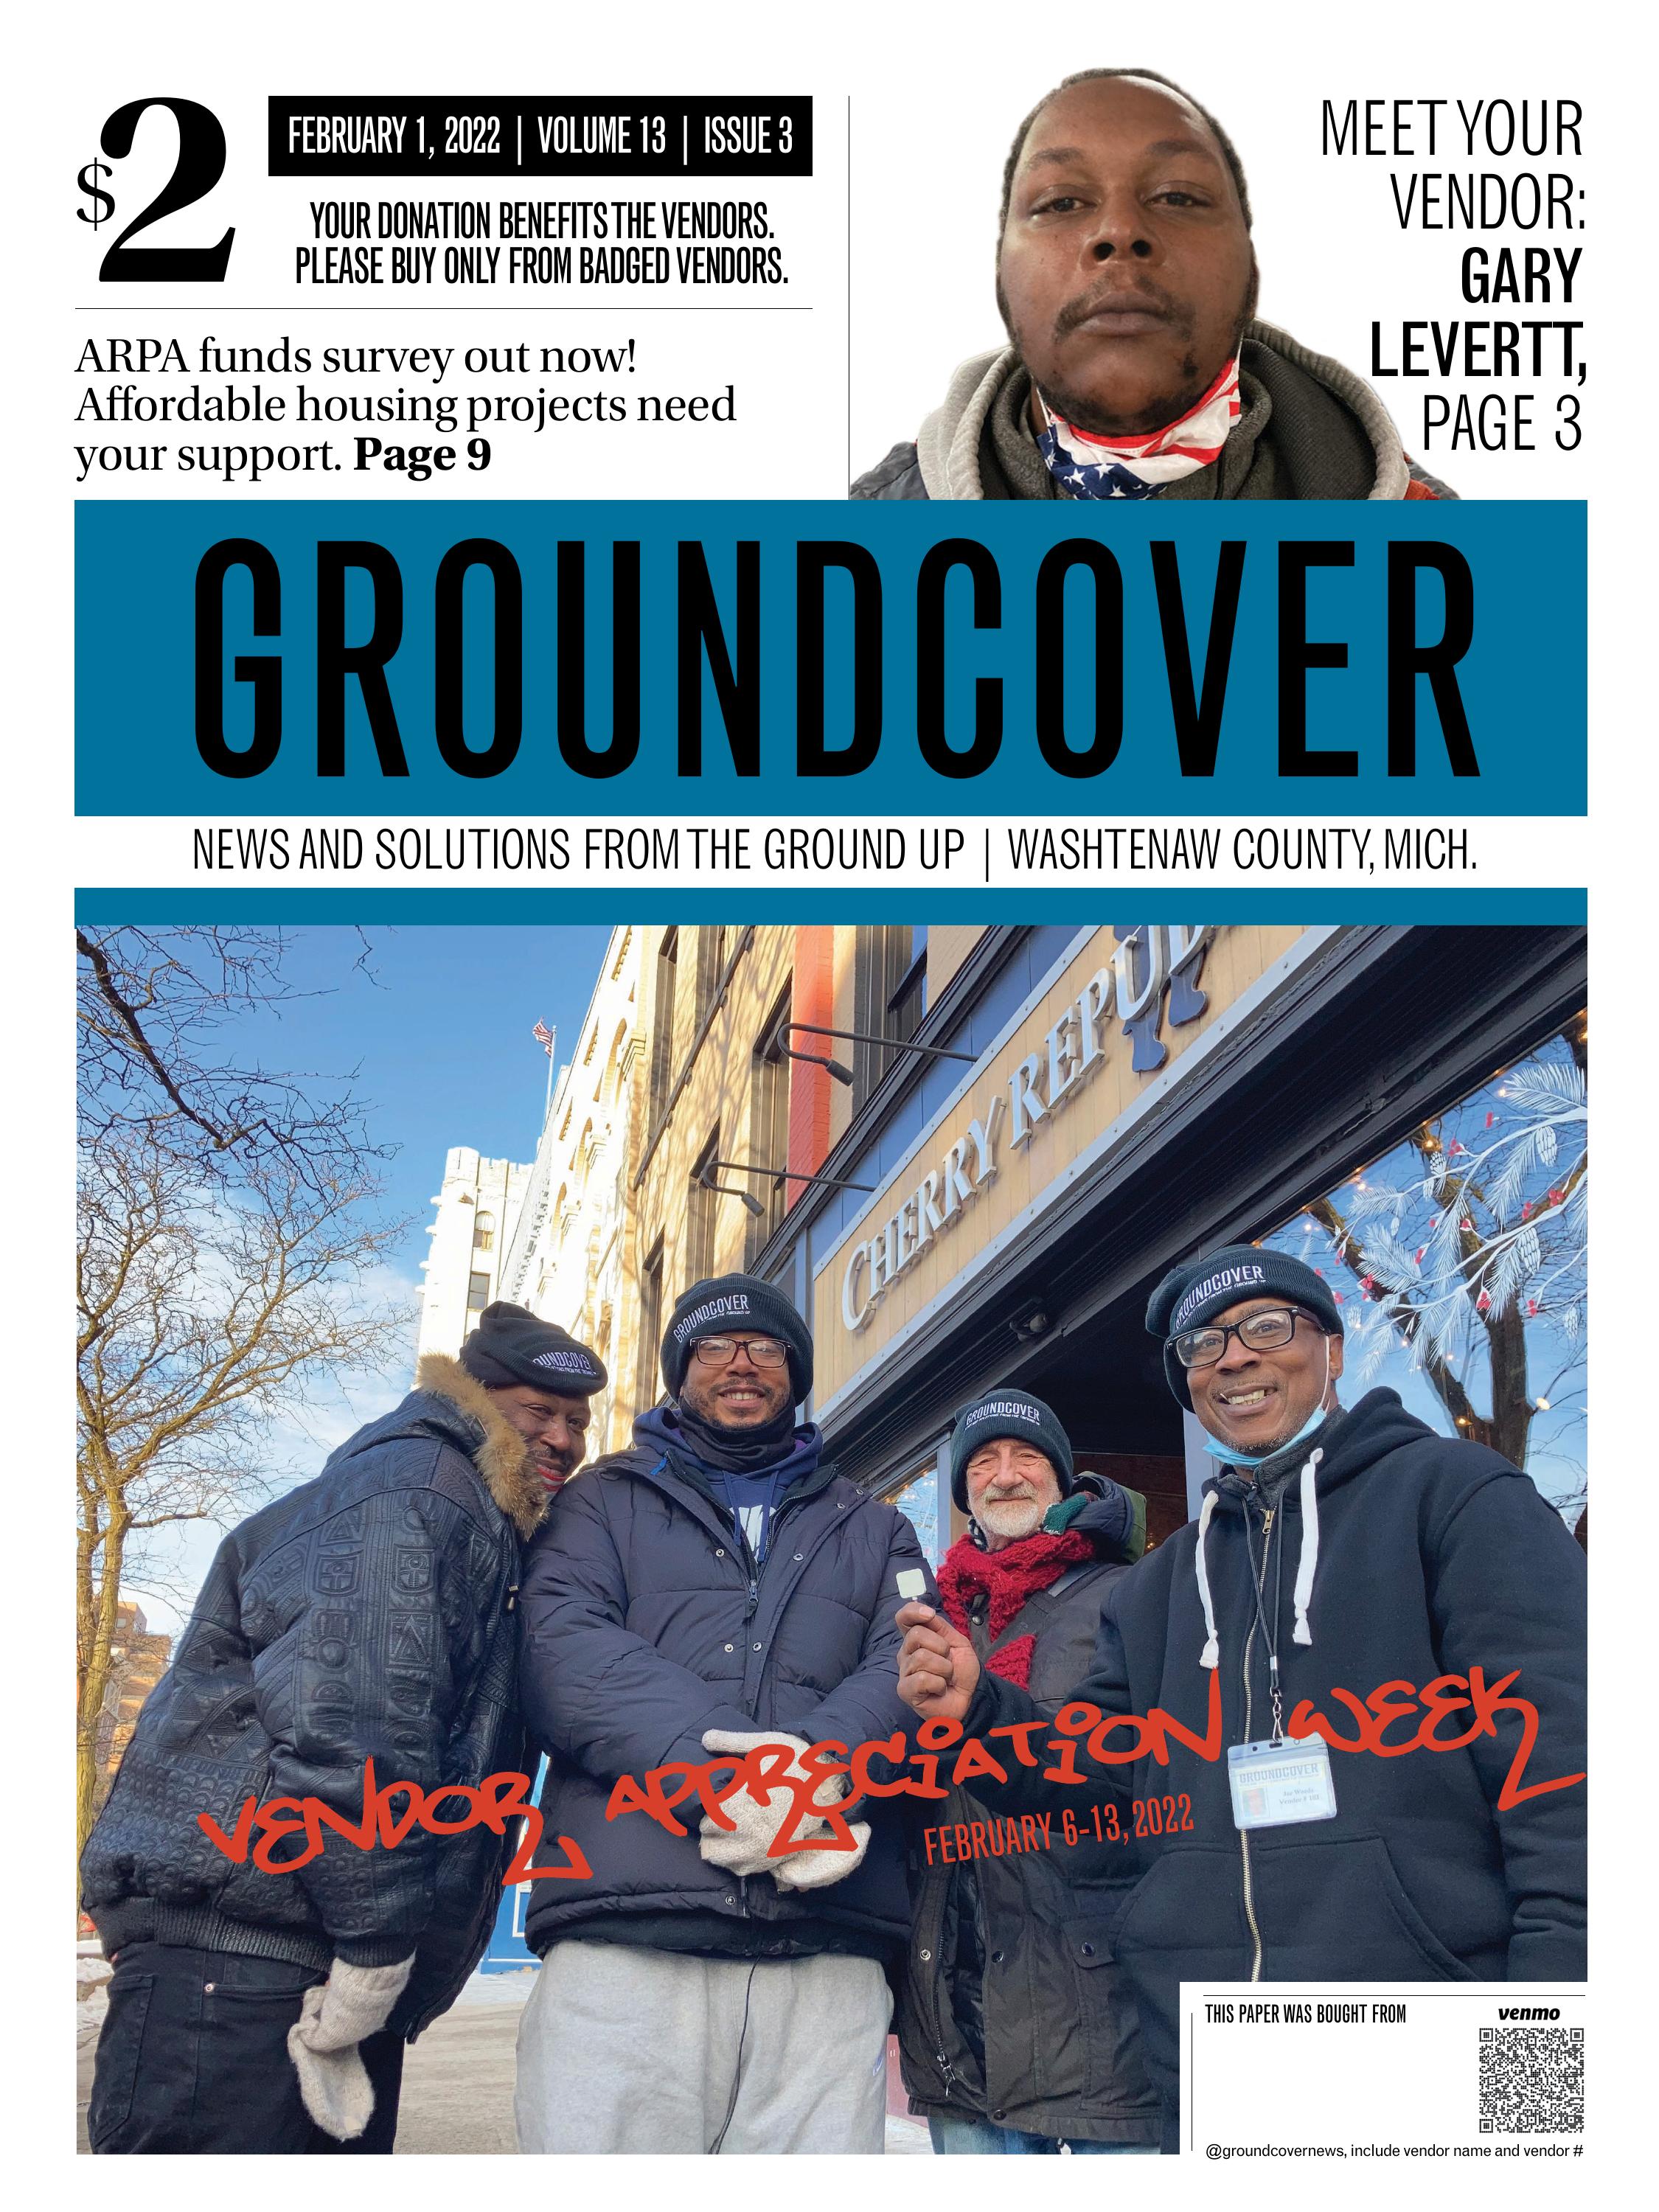 $2
FEBRUARY 1, 2022 | VOLUME 13 | ISSUE 3
YOUR DONATION BENEFITS THE VENDORS.
PLEASE BUY ONLY FROM BADGED VENDORS.
ARPA funds survey out now!
Affordable housing projects need
your support. Page 9
MEET YOUR
VENDOR:
GARY
LEVERTT,
PAGE 3
GROUNDCOVER
NEWS AND SOLUTIONS FROM THE GROUND UP | WASHTENAW COUNTY, MICH.
CHERRY REPU
GROUNDCOVER
OUNDCOVER
GROUNDCOVER
OUNDCOVER
VENDOR APPRECIATION WEEK
FEBRUARY 6-13, 2022
GROUNDCOVER
THIS PAPER WAS BOUGHT FROM
venmo
@groundcovernews, include vendor name and vendor #